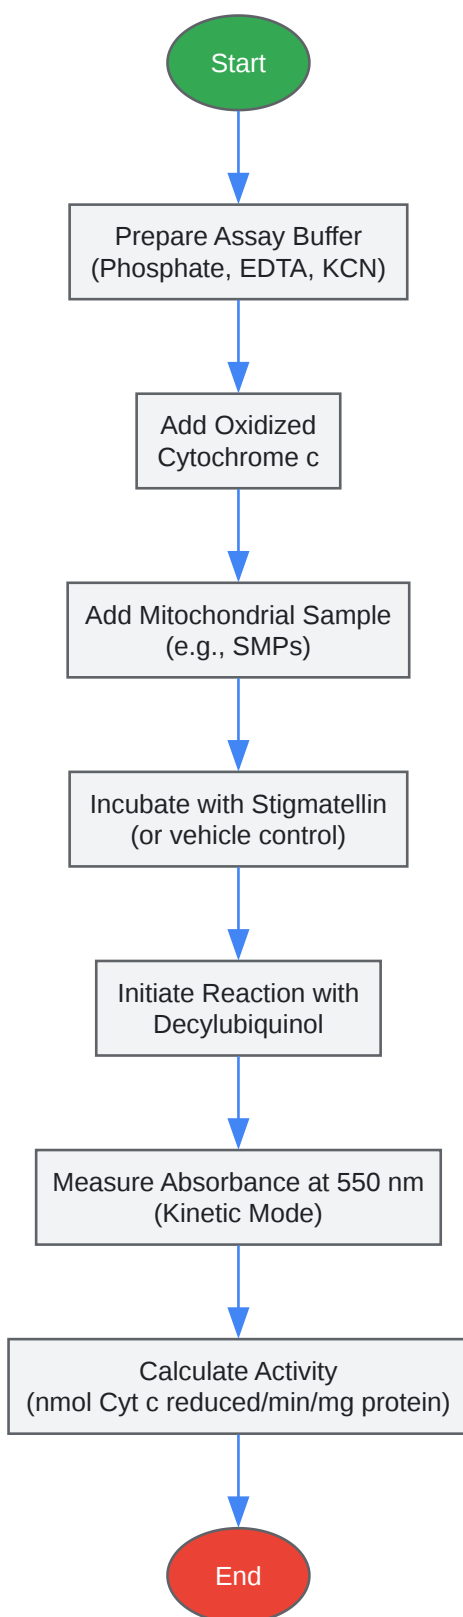 Start
Prepare Assay Buffer
(Phosphate, EDTA, KCN)
Add Oxidized
Cytochrome c
Add Mitochondrial Sample
(e.g., SMPs)
Incubate with Stigmatellin
(or vehicle control)
Initiate Reaction with
Decylubiquinol
Measure Absorbance at 550 nm
(Kinetic Mode)
Calculate Activity
(nmol Cyt c reduced/min/mg protein)
End